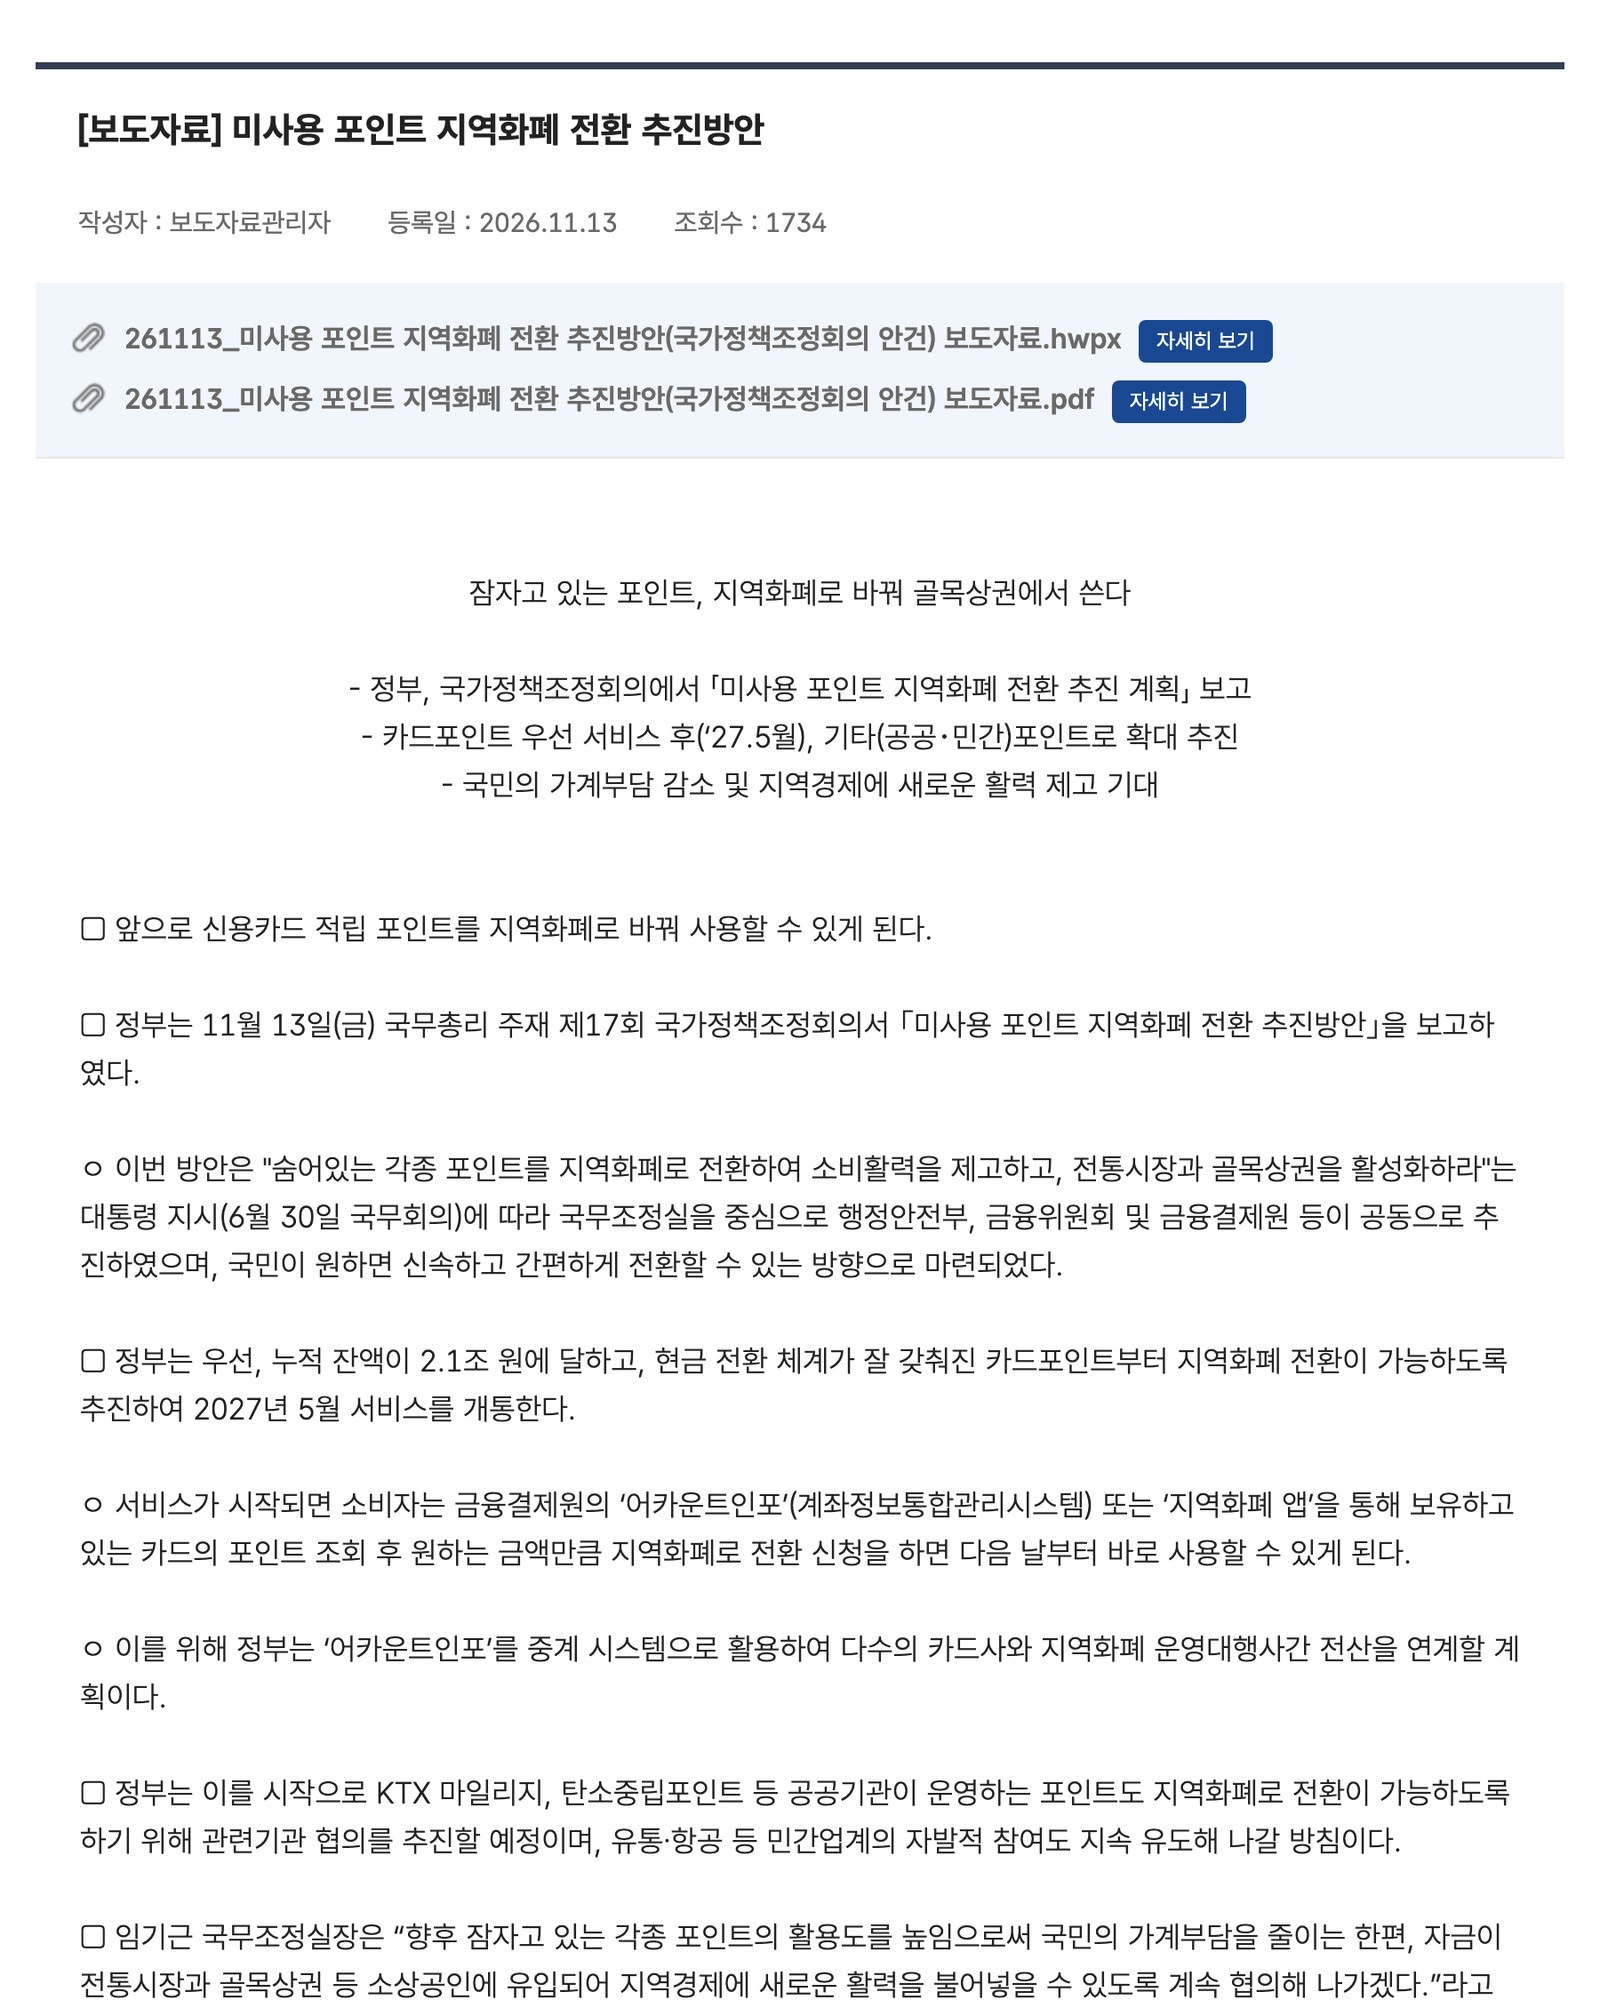 [보도자료] 미사용 포인트 지역화폐 전환 추진방안
작성자 : 보도자료관리자 등록일 : 2026.11.13 조회수 : 1734
261113_미사용 포인트 지역화폐 전환 추진방안(국가정책조정회의 안건) 보도자료.hwpx 자세히 보기
261113_미사용 포인트 지역화폐 전환 추진방안(국가정책조정회의 안건) 보도자료.pdf 자세히 보기
잠자고 있는 포인트, 지역화폐로 바꿔 골목상권에서 쓴다
- 정부, 국가정책조정회의에서 「미사용 포인트 지역화폐 전환 추진 계획」 보고
- 카드포인트 우선 서비스 후(‘27.5월), 기타(공공·민간)포인트로 확대 추진
- 국민의 가계부담 감소 및 지역경제에 새로운 활력 제고 기대
▢ 앞으로 신용카드 적립 포인트를 지역화폐로 바꿔 사용할 수 있게 된다.
▢ 정부는 11월 13일(금) 국무총리 주재 제17회 국가정책조정회의서 「미사용 포인트 지역화폐 전환 추진방안」을 보고하
였다.
ㅇ 이번 방안은 "숨어있는 각종 포인트를 지역화폐로 전환하여 소비활력을 제고하고, 전통시장과 골목상권을 활성화하라"는
대통령 지시(6월 30일 국무회의)에 따라 국무조정실을 중심으로 행정안전부, 금융위원회 및 금융결제원 등이 공동으로 추
진하였으며, 국민이 원하면 신속하고 간편하게 전환할 수 있는 방향으로 마련되었다.
▢ 정부는 우선, 누적 잔액이 2.1조 원에 달하고, 현금 전환 체계가 잘 갖춰진 카드포인트부터 지역화폐 전환이 가능하도록
추진하여 2027년 5월 서비스를 개통한다.
ㅇ 서비스가 시작되면 소비자는 금융결제원의 ‘어카운트인포’(계좌정보통합관리시스템) 또는 ‘지역화폐 앱’을 통해 보유하고
있는 카드의 포인트 조회 후 원하는 금액만큼 지역화폐로 전환 신청을 하면 다음 날부터 바로 사용할 수 있게 된다.
ㅇ 이를 위해 정부는 ‘어카운트인포’를 중계 시스템으로 활용하여 다수의 카드사와 지역화폐 운영대행사간 전산을 연계할 계
획이다.
▢ 정부는 이를 시작으로 KTX 마일리지, 탄소중립포인트 등 공공기관이 운영하는 포인트도 지역화폐로 전환이 가능하도록
하기 위해 관련기관 협의를 추진할 예정이며, 유통·항공 등 민간업계의 자발적 참여도 지속 유도해 나갈 방침이다.
▢ 임기근 국무조정실장은 “향후 잠자고 있는 각종 포인트의 활용도를 높임으로써 국민의 가계부담을 줄이는 한편, 자금이
전통시장과 골목상권 등 소상공인에 유입되어 지역경제에 새로운 활력을 불어넣을 수 있도록 계속 협의해 나가겠다.”라고